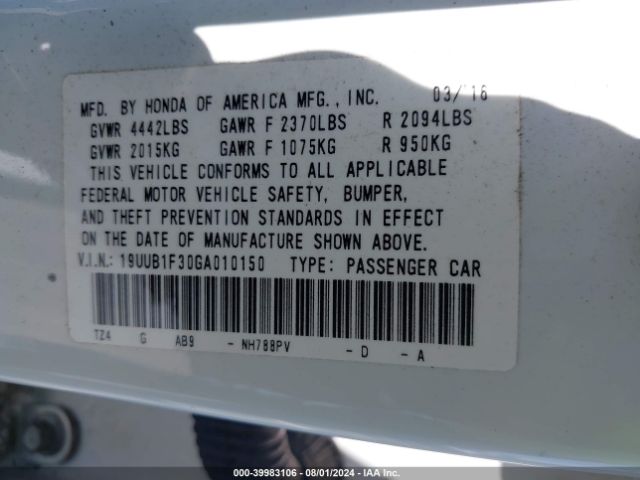 MFD. BY HONDA OF AMERICA MFG., INC. 03/16
GVWR 4442LBS GAWR F 2370LBS R 2094LBS
GVWR 2015KG GAWR F 1075KG R 950KG
THIS VEHICLE CONFORMS TO ALL APPLICABLE
FEDERAL MOTOR VEHICLE SAFETY, BUMPER,
AND THEFT PREVENTION STANDARDS IN EFFECT
ON THE DATE OF MANUFACTURE SHOWN ABOVE.
V.I.N.: 19UUB1F30GA010150 TYPE: PASSENGER CAR
TZ4 G AB9 - NH788PV - D - A
000-39983106 - 08/01/2024 - IAA Inc.